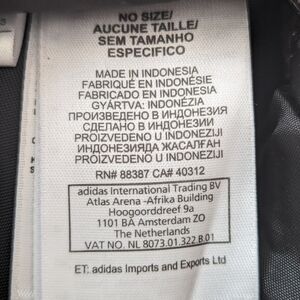 NO SIZE/
AUCUNE TAILLE/
SEM TAMANHO
ESPECIFICO
MADE IN INDONESIA
FABRIQUÉ EN INDONÉSIE
FABRICADO EN INDONESIA
GYÁRTVA: INDONÉZIA
ПРОИЗВЕДЕНО В ИНДОНЕЗИЯ
СДЕЛАНО В ИНДОНЕЗИИ
PROIZVEDENO U INDONEZIJI
ИНДОНЕЗИЯДА ЖАСАЛҒАН
PROIZVEDENO U INDONEZIJI
RN# 88387 CA# 40312
adidas International Trading BV
Atlas Arena -Afrika Building
Hoogoorddreef 9a
1101 BA Amsterdam ZO
The Netherlands
VAT NO. NL 8073.01.322 B.01
ET: adidas Imports and Exports Ltd